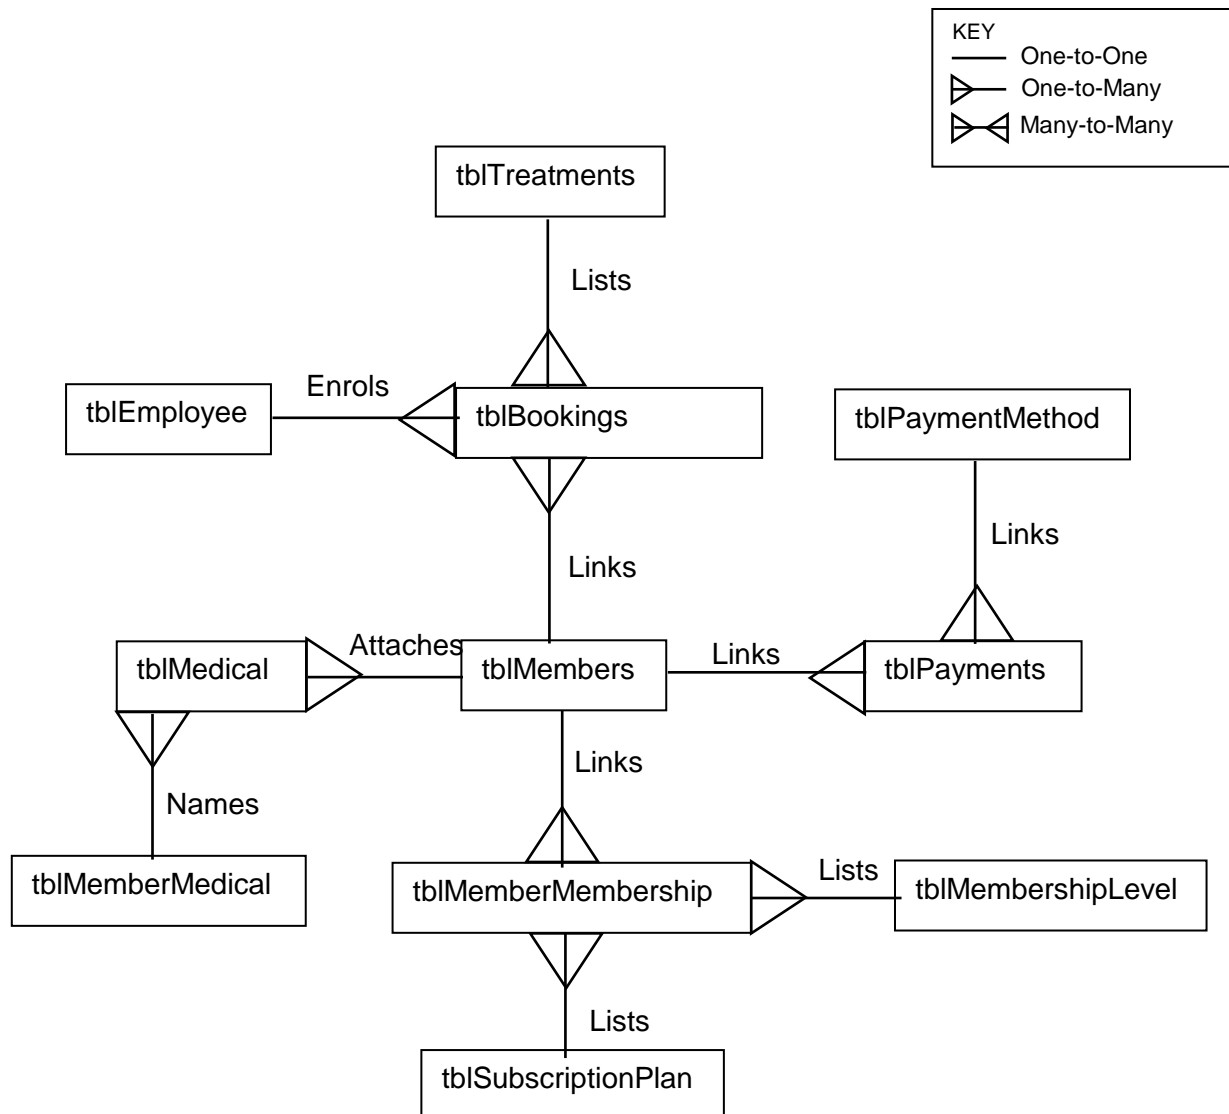 KEY
One-to-One
One-to-Many
Many-to-Many
tblTreatments
Lists
Enrols
tblEmployee
tblBookings
tblPaymentMethod
Links
Links
Attaches
Links
tblMedical
tblMembers
tblPayments
Links
Names
tblMemberMedical
tblMemberMembership
Lists
tblMembershipLevel
Lists
tblSubscriptionPlan